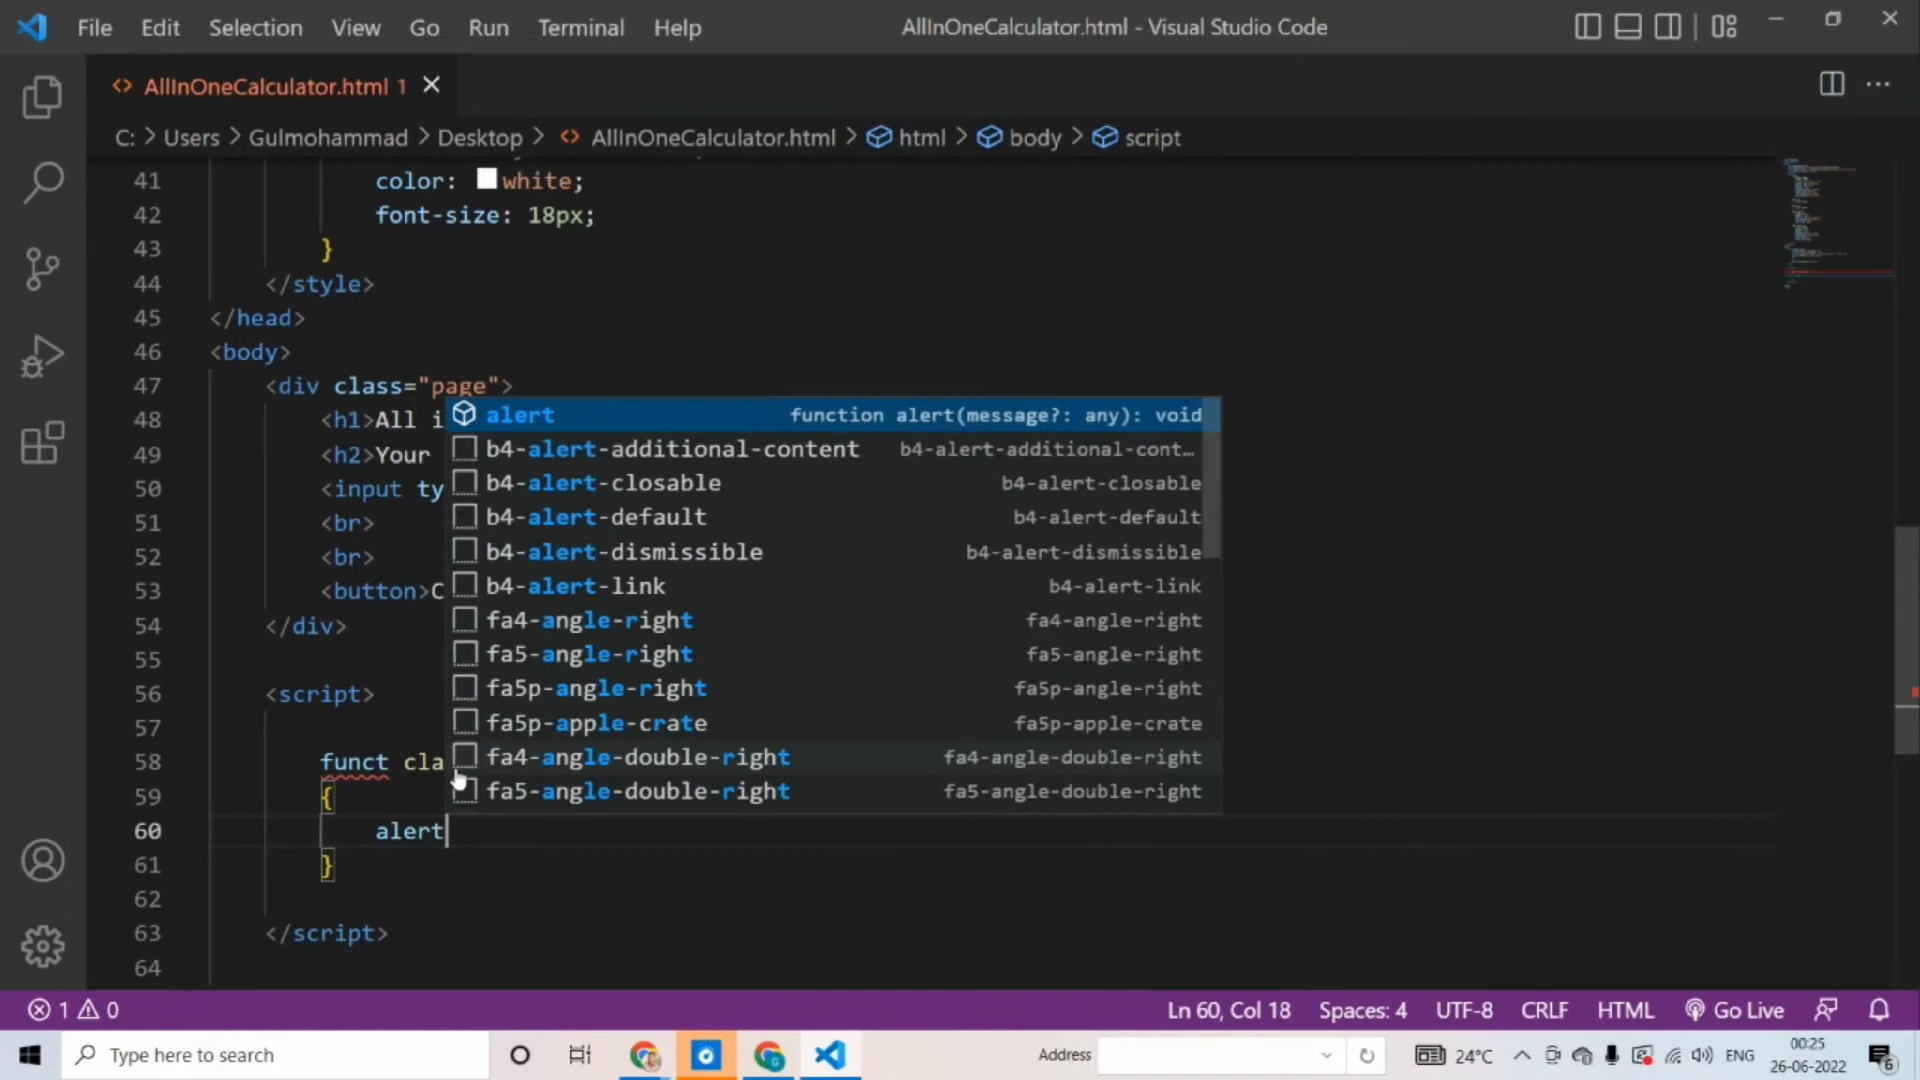 File Edit Selection View Go Run Terminal Help AllInOneCalculator.html - Visual Studio Code
AllInOneCalculator.html 1
C: > Users > Gulmohammad > Desktop > AllInOneCalculator.html > html > body > script
41 color: white;
42 font-size: 18px;
43 }
44 </style>
45 </head>
46 <body>
47 <div class="page">
48 <h1>All i
49 <h2>Your
50 <input ty
51 <br>
52 <br>
53 <button>C
54 </div>
55
56 <script>
57
58 funct cla
59 {
60 alert
61 }
62
63 </script>
64
alert function alert(message?: any): void
b4-alert-additional-content b4-alert-additional-cont…
b4-alert-closable b4-alert-closable
b4-alert-default b4-alert-default
b4-alert-dismissible b4-alert-dismissible
b4-alert-link b4-alert-link
fa4-angle-right fa4-angle-right
fa5-angle-right fa5-angle-right
fa5p-angle-right fa5p-angle-right
fa5p-apple-crate fa5p-apple-crate
fa4-angle-double-right fa4-angle-double-right
fa5-angle-double-right fa5-angle-double-right
1 0 Ln 60, Col 18 Spaces: 4 UTF-8 CRLF HTML Go Live
Type here to search Address 24°C ENG 00:25
26-06-2022 6